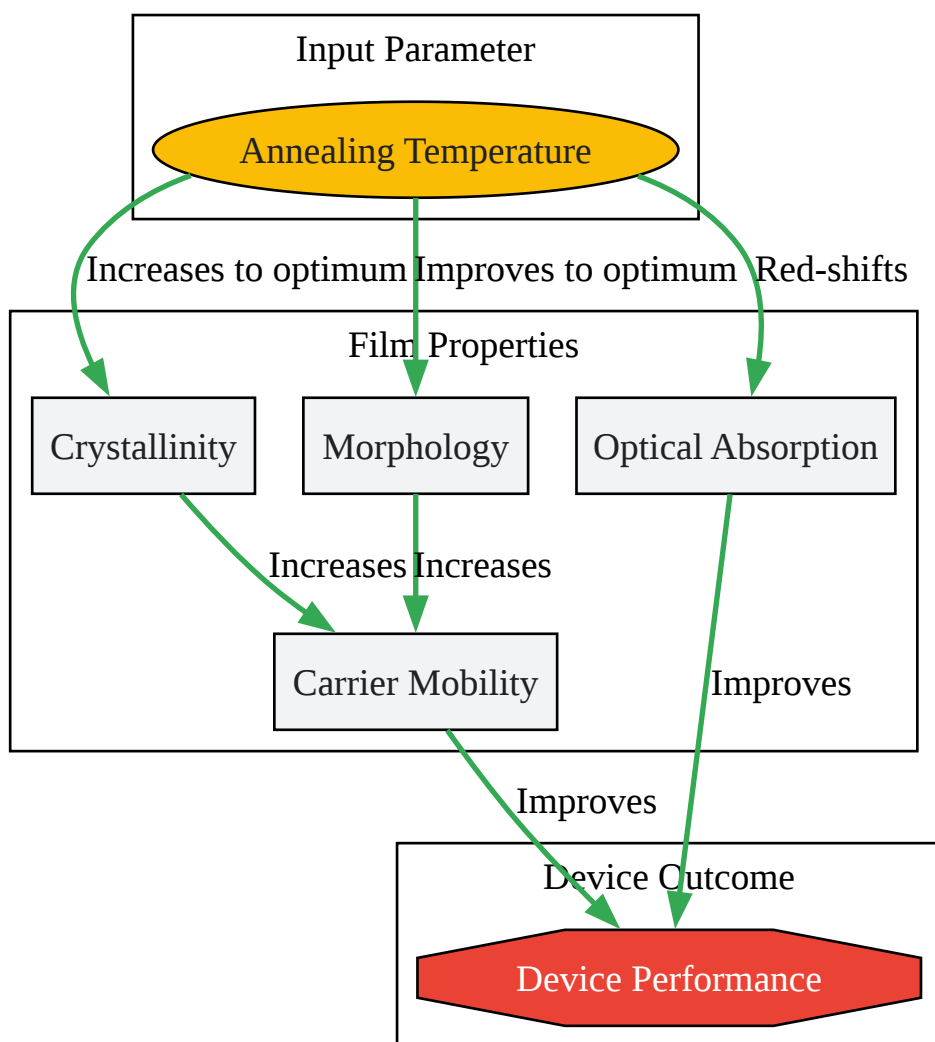 Input Parameter
Annealing Temperature
Increases to optimum
Improves to optimum
Red-shifts
Film Properties
Crystallinity
Morphology
Optical Absorption
Increases
Increases
Carrier Mobility
Improves
Improves
Device Outcome
Device Performance